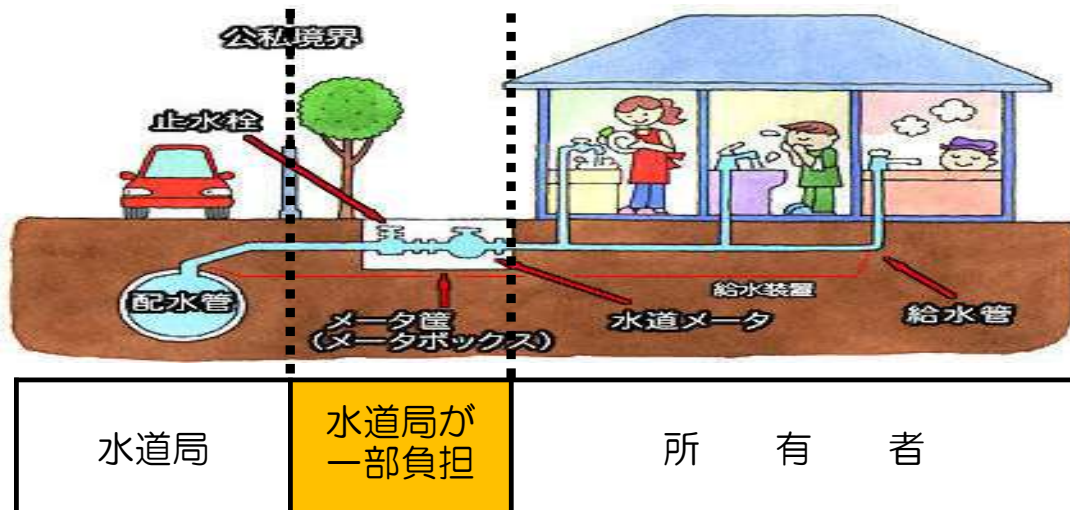 公私境界
止水栓
配水管
メータ筐
(メータボックス)
水道メータ
給水装置
給水管
水道局
水道局が
一部負担
所有者